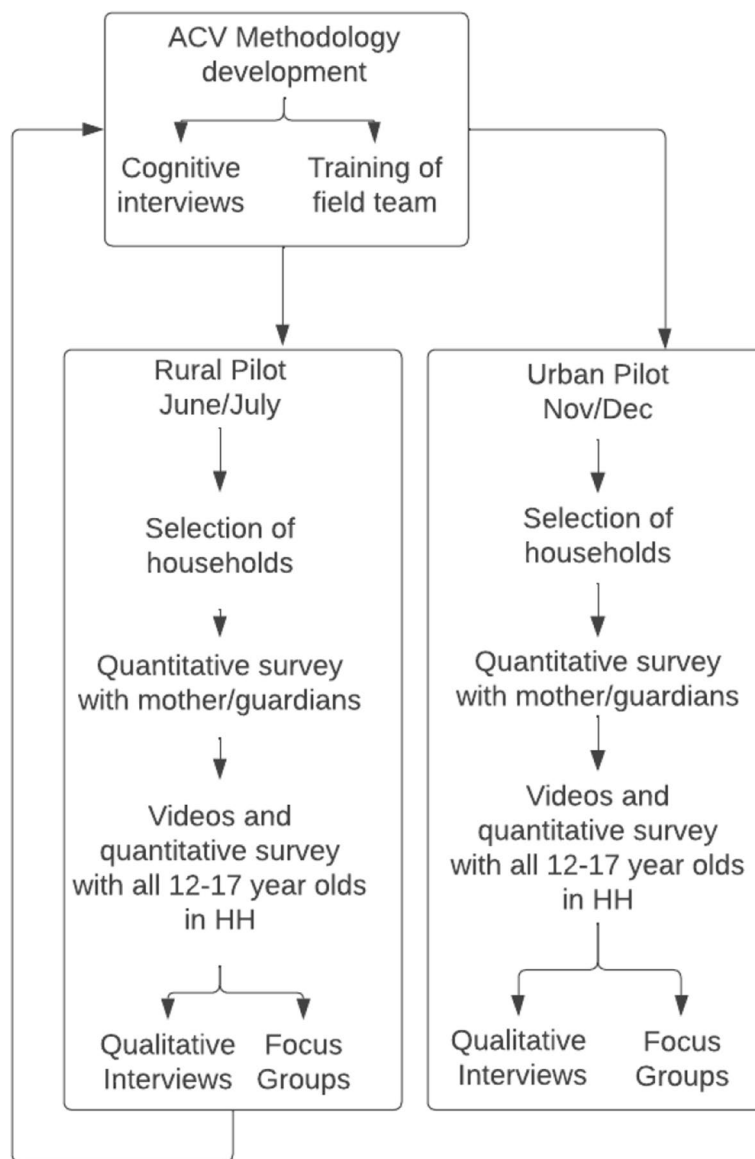 ACV Methodology
development
Cognitive
interviews
Training of
field team
Rural Pilot
June/July
Selection of
households
Quantitative survey
with mother/guardians
Videos and
quantitative survey
with all 12-17 year olds
in HH
Qualitative
Interviews
Focus
Groups
Urban Pilot
Nov/Dec
Selection of
households
Quantitative survey
with mother/guardians
Videos and
quantitative survey
with all 12-17 year olds
in HH
Qualitative
Interviews
Focus
Groups